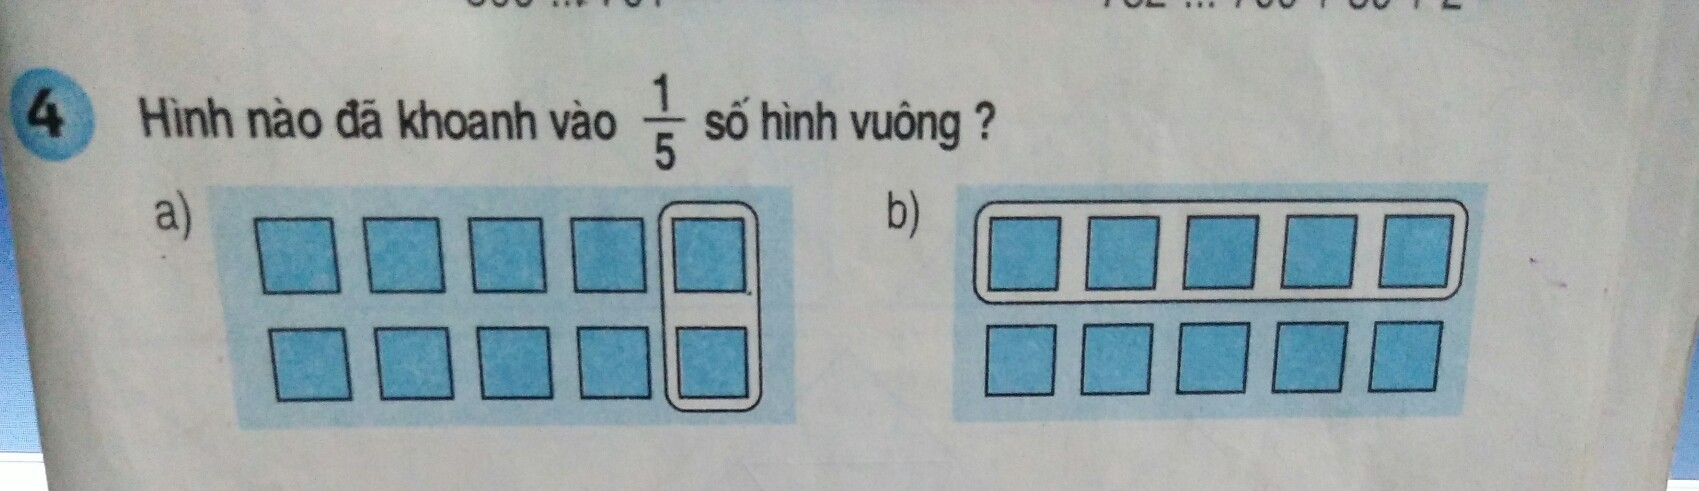 4 Hình nào đã khoanh vào 1/5 số hình vuông ?
a) b)